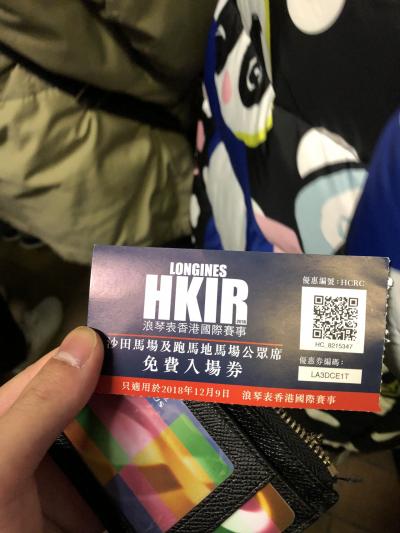 LONGINES
HKIR
2018
浪琴表香港國際賽事
沙田馬場及跑馬地馬場公眾席
免費入場券
只適用於2018年12月9日 浪琴表香港國際賽事
優惠編號:HCRC
HC_8215347
優惠券編碼:
LA3DCE1T